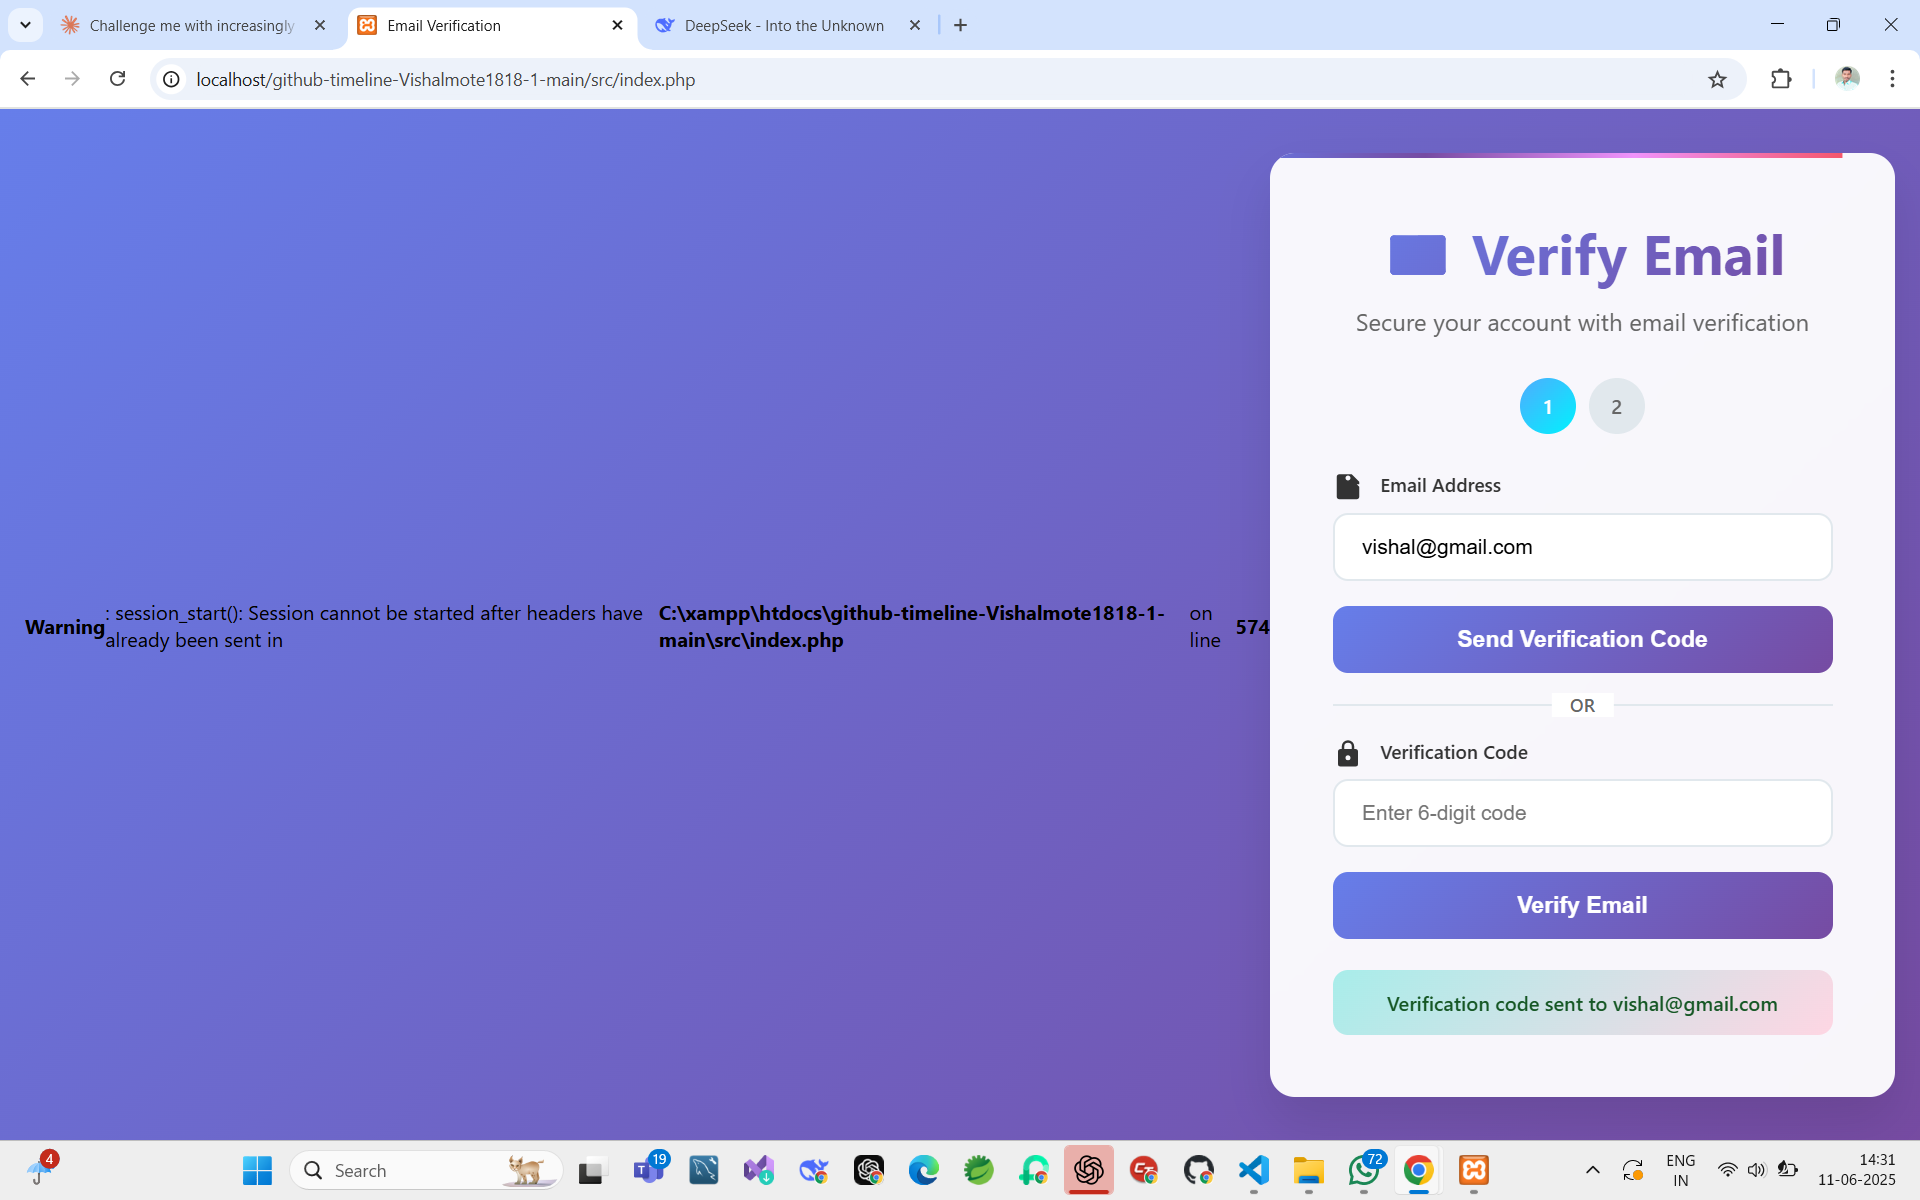 Challenge me with increasingly
Email Verification
DeepSeek - Into the Unknown
localhost/github-timeline-Vishalmote1818-1-main/src/index.php
Verify Email
Secure your account with email verification
1
2
Email Address
vishal@gmail.com
Warning: session_start(): Session cannot be started after headers have
already been sent in
C:\xampp\htdocs\github-timeline-Vishalmote1818-1-
main\src\index.php
on
line
574
Send Verification Code
OR
Verification Code
Enter 6-digit code
Verify Email
Verification code sent to vishal@gmail.com
4
Search
19
T
CT
72
ENG
IN
14:31
11-06-2025